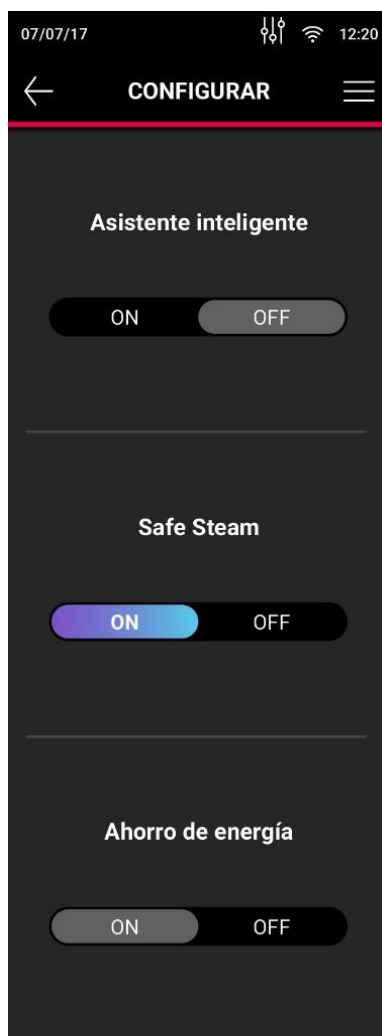 07/07/17 12:20
CONFIGURAR
Asistente inteligente
ON OFF
Safe Steam
ON OFF
Ahorro de energía
ON OFF